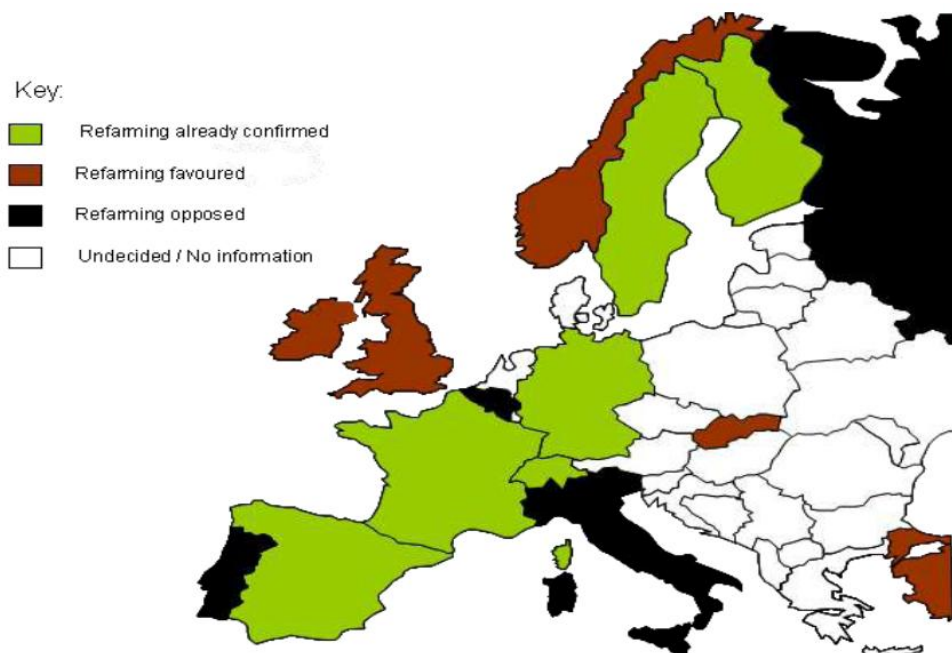 Key:
Refarming already confirmed
Refarming favoured
Refarming opposed
Undecided / No information